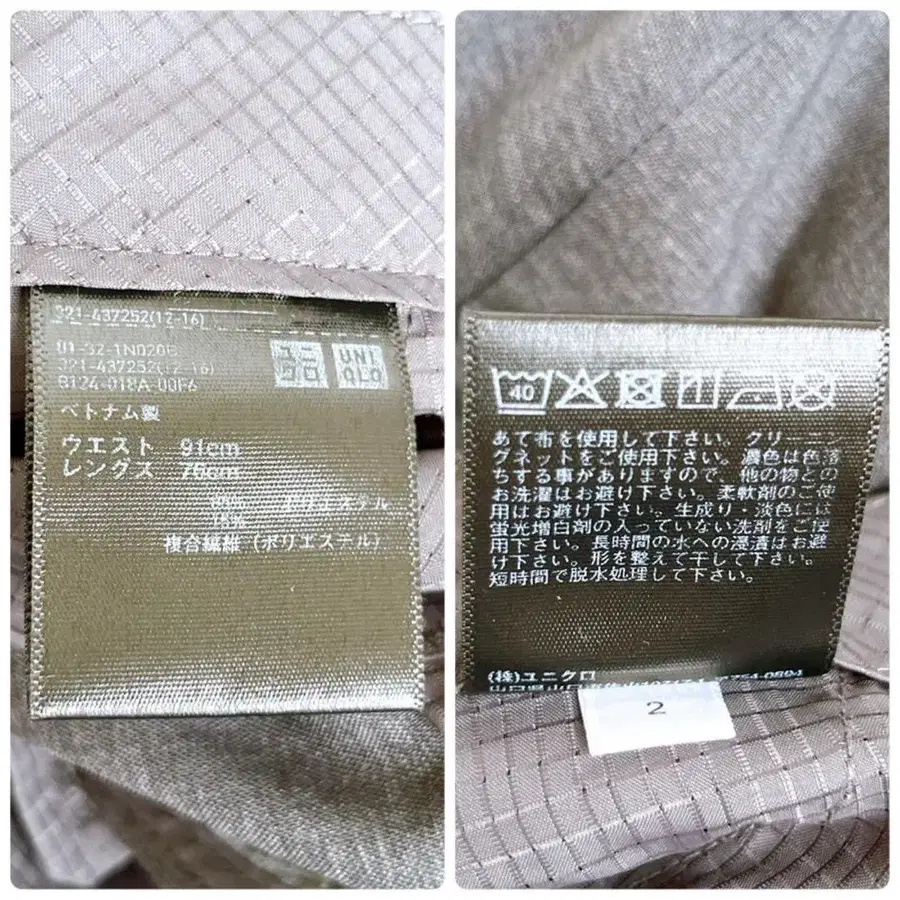 321-437252(12-16)
321-437252(12-16)
ユニ
クロ
UNI
QLO
ベトナム製
ウエスト 91cm
レングス 76cm
ポリエステル
複合繊維(ポリエステル)
40
あて布を使用して下さい。クリーニン
グネットをご使用下さい。濃色は色落
ちする事がありますので、他の物との
お洗濯はお避け下さい。柔軟剤のご使
用はお避け下さい。生成り・淡色には
蛍光増白剤の入っていない洗剤をご使
用下さい。長時間の水への浸漬はお避
け下さい。形を整えて干して下さい。
短時間で脱水処理して下さい。
(株)ユニクロ
2